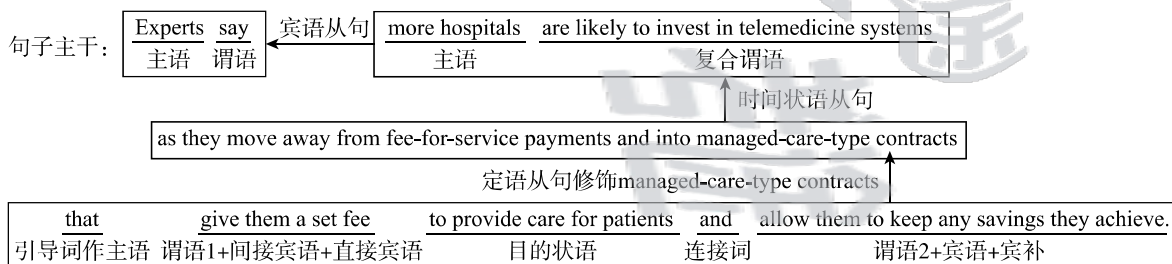 句子主干： Experts say 宾语从句 more hospitals are likely to invest in telemedicine systems
主语 谓语 主语 复合谓语
时间状语从句
as they move away from fee-for-service payments and into managed-care-type contracts
定语从句修饰managed-care-type contracts
that give them a set fee to provide care for patients and allow them to keep any savings they achieve.
引导词作主语 谓语1+间接宾语+直接宾语 目的状语 连接词 谓语2+宾语+宾补